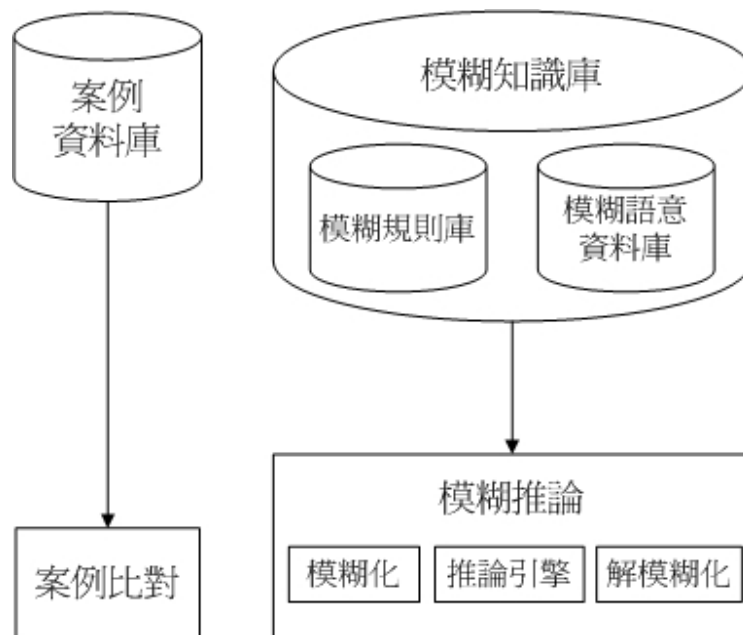 案例
資料庫
模糊知識庫
模糊規則庫
模糊語意
資料庫
模糊推論
模糊化
推論引擎
解模糊化
案例比對